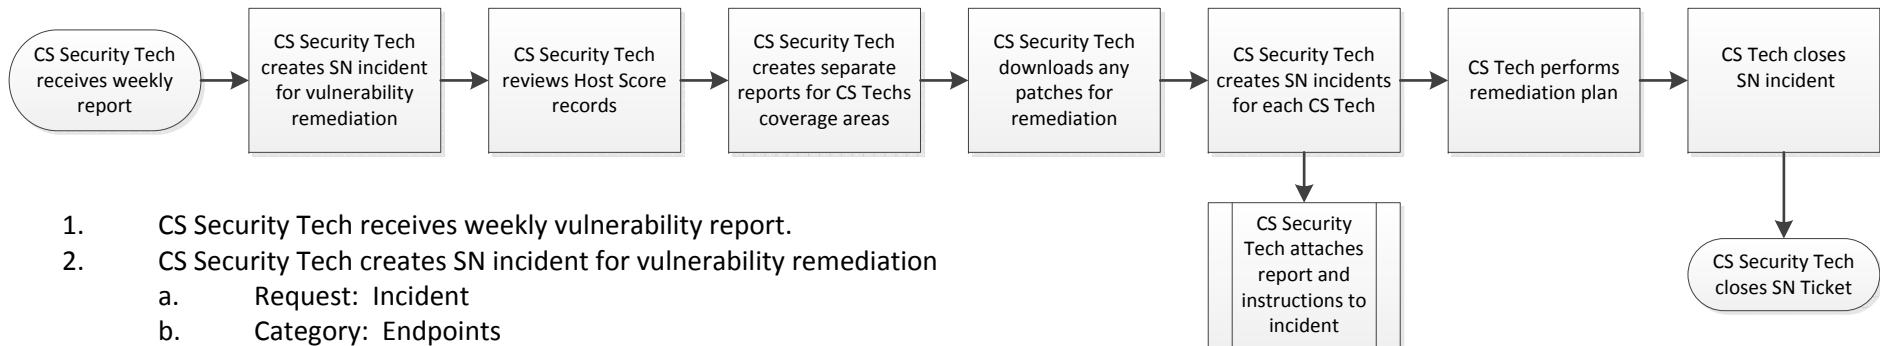 CS Security Tech
receives weekly
report
CS Security Tech
creates SN incident
for vulnerability
remediation
CS Security Tech
reviews Host Score
records
CS Security Tech
creates separate
reports for CS Techs
coverage areas
CS Security Tech
downloads any
patches for
remediation
CS Security Tech
creates SN incidents
for each CS Tech
CS Tech performs
remediation plan
CS Tech closes
SN incident
CS Security
Tech attaches
report and
instructions to
incident
CS Security Tech
closes SN Ticket
1. CS Security Tech receives weekly vulnerability report.
2. CS Security Tech creates SN incident for vulnerability remediation
a. Request: Incident
b. Category: Endpoints